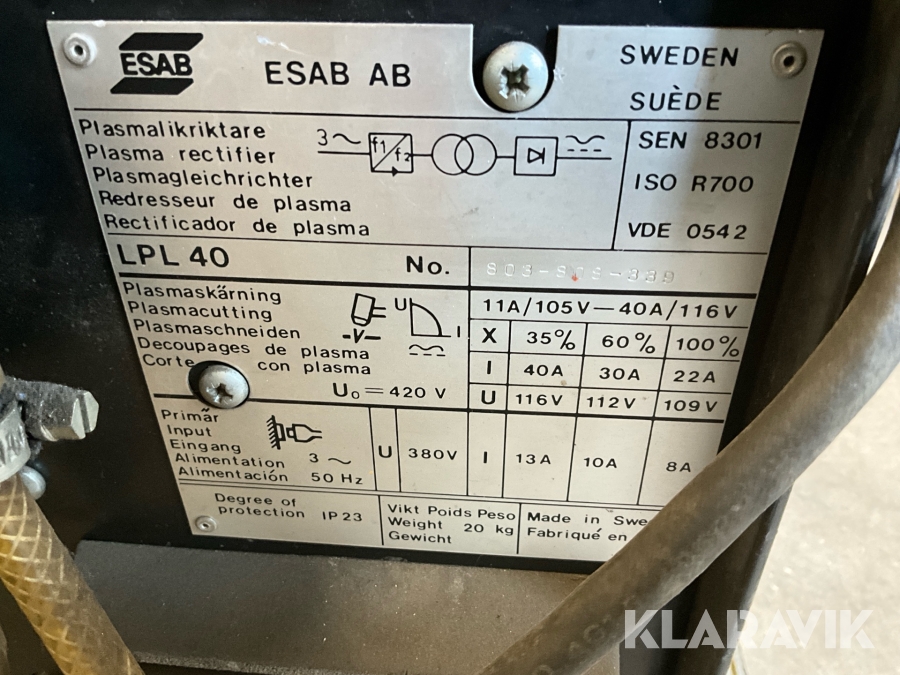 ESAB
ESAB AB
SWEDEN
SUÈDE
Plasmalikriktare
Plasma rectifier
Plasmagleichrichter
Redresseur de plasma
Rectificador de plasma
3~
f1
f2
SEN 8301
ISO R700
VDE 0542
LPL 40
No.
Plasmaskärning
Plasmacutting
Plasmaschneiden
Decoupages de plasma
Corte con plasma
-V-
U
I
U₀ = 420 V
11A/105V—40A/116V
X 35% 60% 100%
I 40A 30A 22A
U 116V 112V 109V
Primär
Input
Eingang
Alimentation 3~
Alimentación 50 Hz
U 380V I 13A 10A 8A
Degree of
protection IP 23
Vikt Poids Peso
Weight 20 kg
Gewicht
Made in Swe
Fabriqué en
KLARAVIK